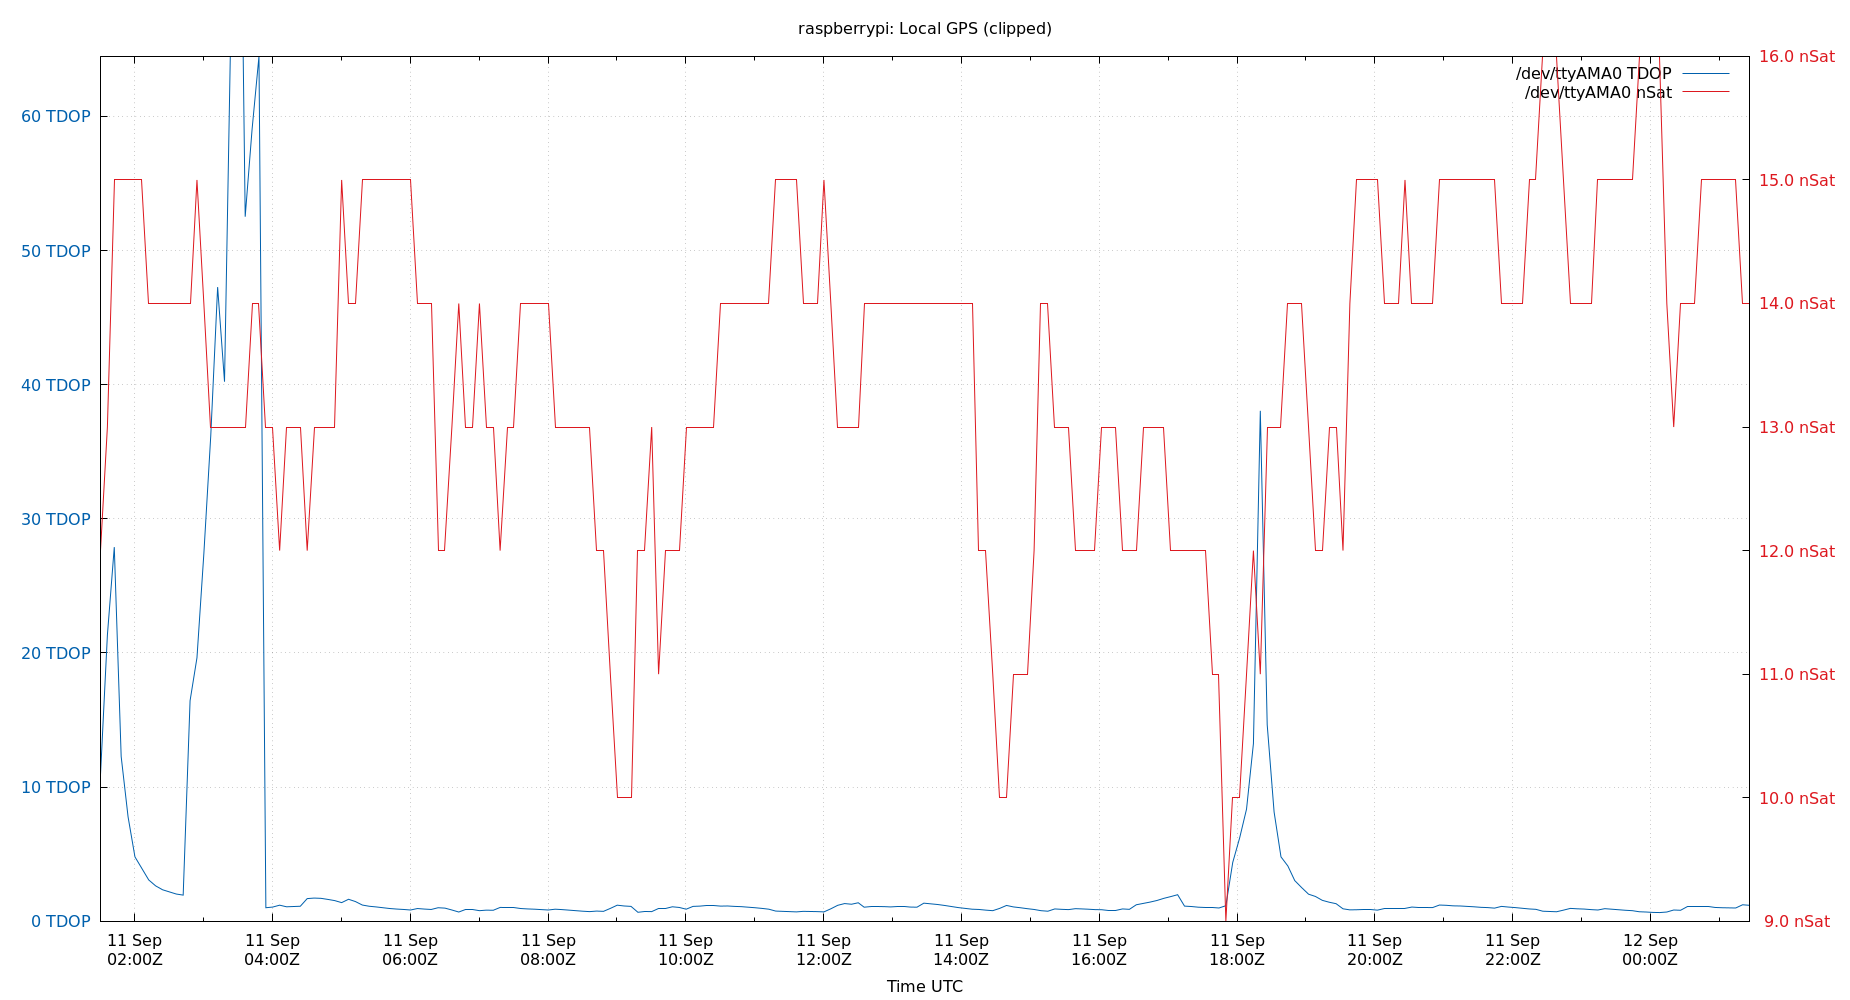 raspberrypi: Local GPS (clipped)
/dev/ttyAMA0 TDOP
/dev/ttyAMA0 nSat
60 TDOP
50 TDOP
40 TDOP
30 TDOP
20 TDOP
10 TDOP
0 TDOP
16.0 nSat
15.0 nSat
14.0 nSat
13.0 nSat
12.0 nSat
11.0 nSat
10.0 nSat
9.0 nSat
11 Sep
02:00Z
11 Sep
04:00Z
11 Sep
06:00Z
11 Sep
08:00Z
11 Sep
10:00Z
11 Sep
12:00Z
11 Sep
14:00Z
11 Sep
16:00Z
11 Sep
18:00Z
11 Sep
20:00Z
11 Sep
22:00Z
12 Sep
00:00Z
Time UTC